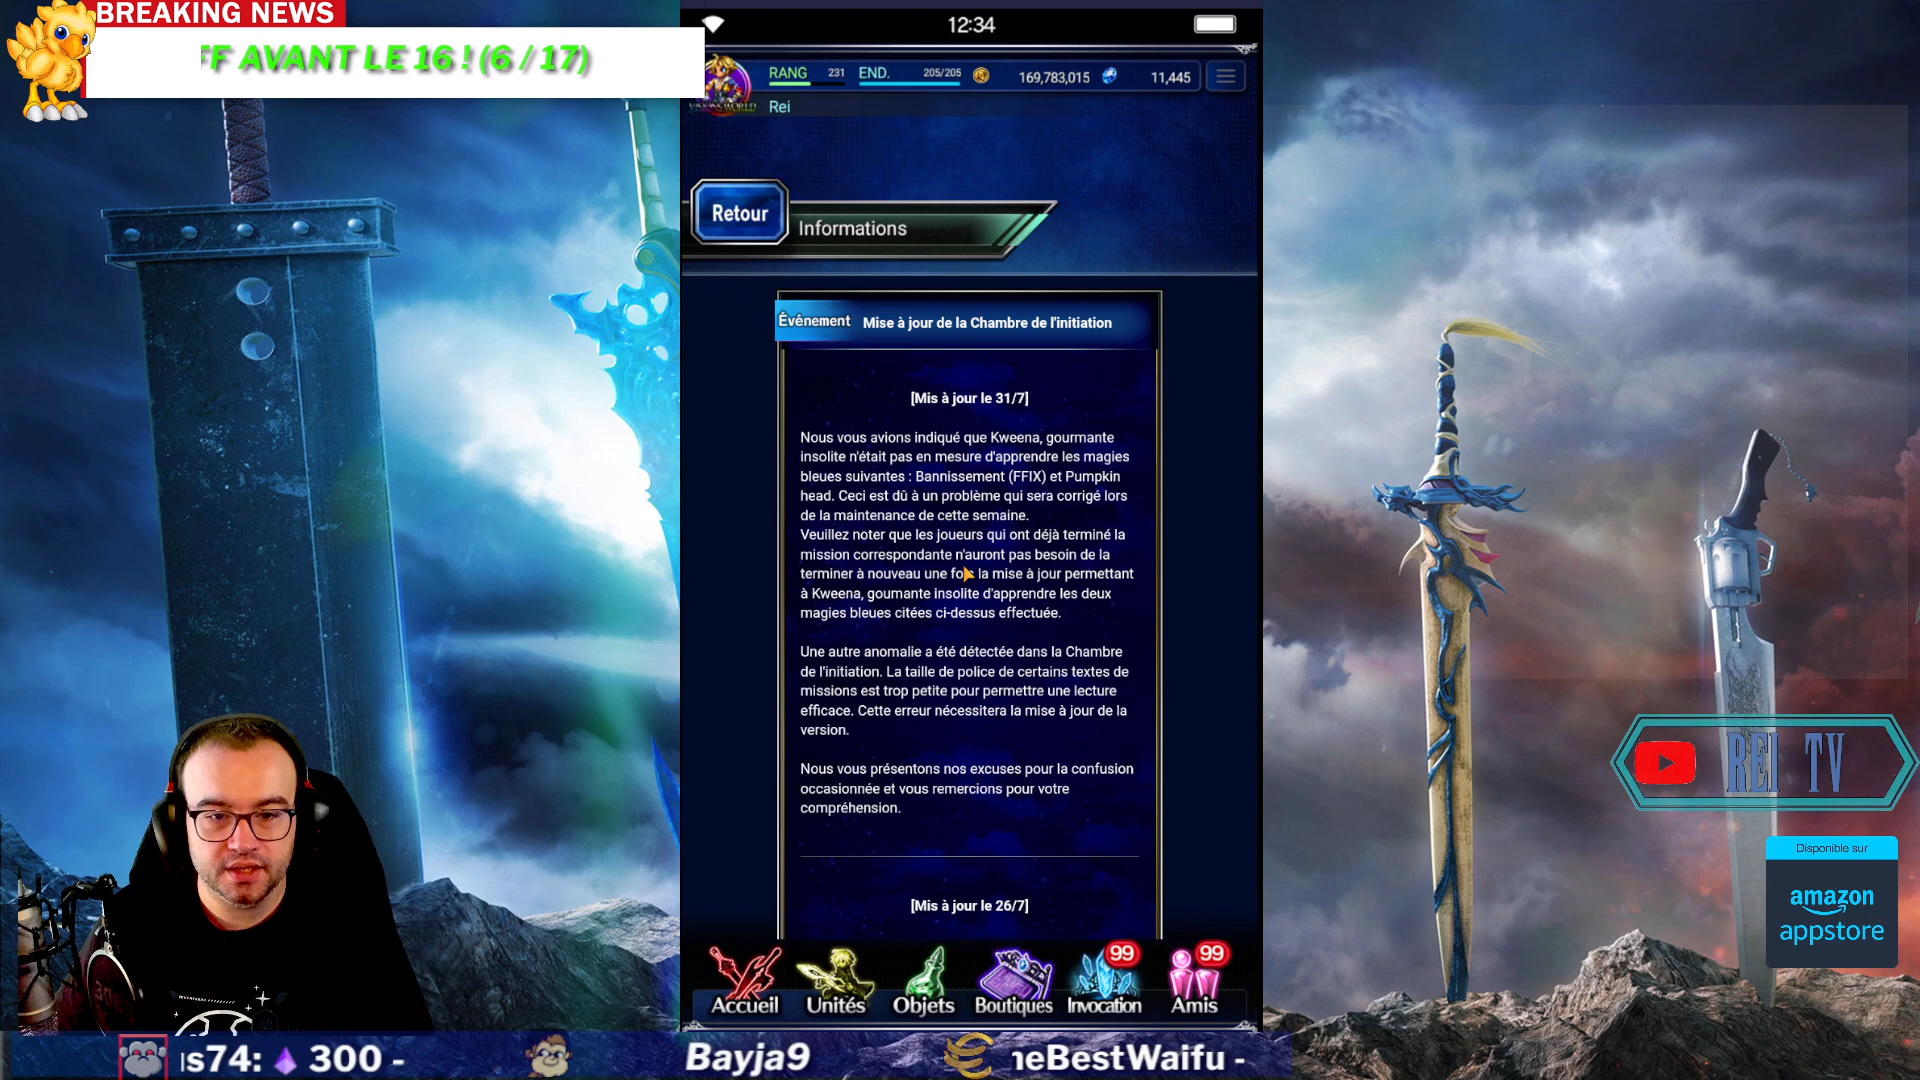 BREAKING NEWS
FF AVANT LE 16 ! (6 / 17)
12:34
RANG 231 END. 205/205 169,783,015 11,445
Rei
Retour
Informations
Événement Mise à jour de la Chambre de l'initiation
[Mis à jour le 31/7]
Nous vous avions indiqué que Kweena, gourmante
insolite n'était pas en mesure d'apprendre les magies
bleues suivantes : Bannissement (FFIX) et Pumpkin
head. Ceci est dû à un problème qui sera corrigé lors
de la maintenance de cette semaine.
Veuillez noter que les joueurs qui ont déjà terminé la
mission correspondante n'auront pas besoin de la
terminer à nouveau une fois la mise à jour permettant
à Kweena, goumante insolite d'apprendre les deux
magies bleues citées ci-dessus effectuée.
Une autre anomalie a été détectée dans la Chambre
de l'initiation. La taille de police de certains textes de
missions est trop petite pour permettre une lecture
efficace. Cette erreur nécessitera la mise à jour de la
version.
Nous vous présentons nos excuses pour la confusion
occasionnée et vous remercions pour votre
compréhension.
[Mis à jour le 26/7]
99
99
Accueil
Unités
Objets
Boutiques
Invocation
Amis
REI TV
Disponible sur
amazon
appstore
s74: 300 -
Bayja9
neBestWaifu -